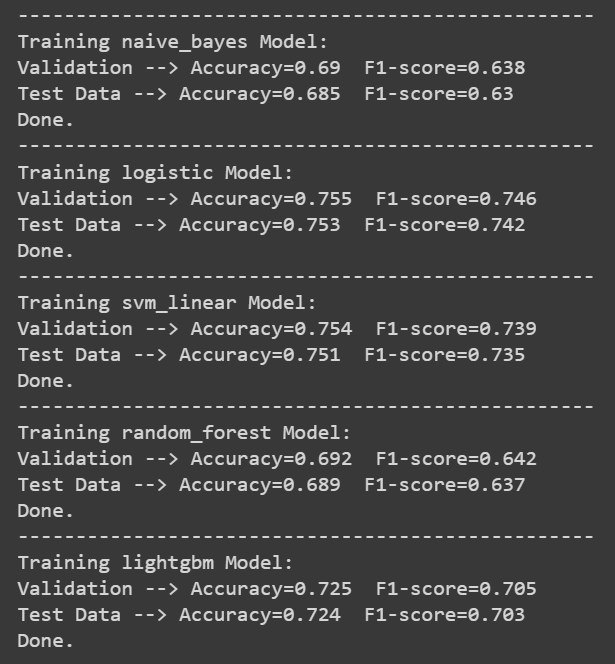 --------------------------------------------------
Training naive_bayes Model:
Validation --> Accuracy=0.69  F1-score=0.638
Test Data --> Accuracy=0.685  F1-score=0.63
Done.
--------------------------------------------------
Training logistic Model:
Validation --> Accuracy=0.755  F1-score=0.746
Test Data --> Accuracy=0.753  F1-score=0.742
Done.
--------------------------------------------------
Training svm_linear Model:
Validation --> Accuracy=0.754  F1-score=0.739
Test Data --> Accuracy=0.751  F1-score=0.735
Done.
--------------------------------------------------
Training random_forest Model:
Validation --> Accuracy=0.692  F1-score=0.642
Test Data --> Accuracy=0.689  F1-score=0.637
Done.
--------------------------------------------------
Training lightgbm Model:
Validation --> Accuracy=0.725  F1-score=0.705
Test Data --> Accuracy=0.724  F1-score=0.703
Done.